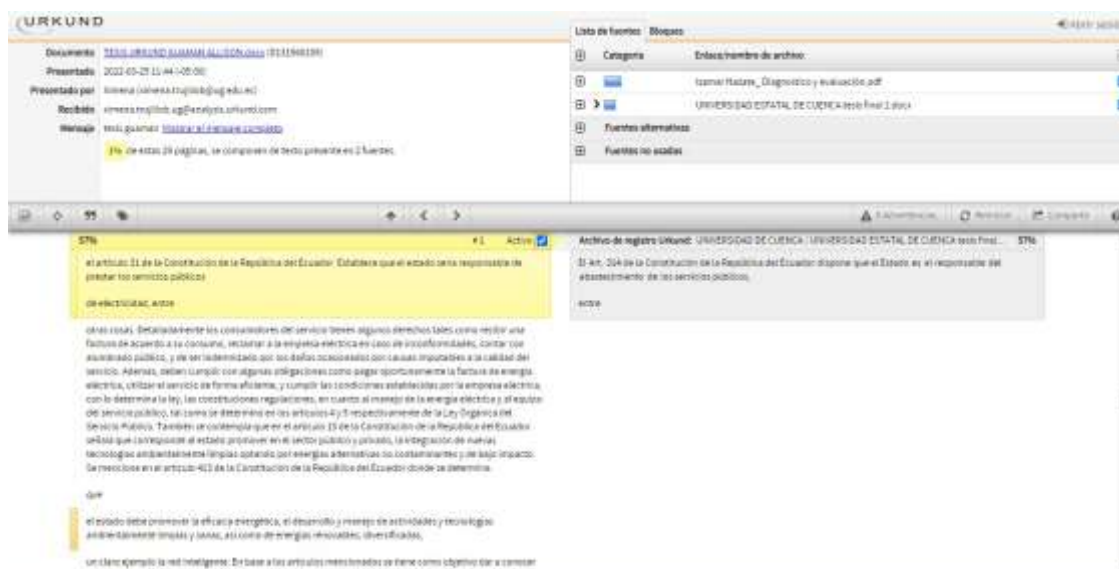 URKUND
Abrir sesión
Lista de fuentes Bloques
Documento TESIS URKUND GUAMAN ALLISON.docx
Categoría Enlace/nombre de archivo
Presentado 2022-03-25 11:44 (-05:00)
Presentado por Ximena (ximena.trujillob@ug.edu.ec)
Diagnostico y evaluación.pdf
Recibido ximena.trujillob.ug@analysis.urkund.com
UNIVERSIDAD ESTATAL DE CUENCA tesis final 2.docx
Mensaje tesis guaman Mostrar el mensaje completo
Fuentes alternativas
de estas 29 páginas, se componen de texto presente en 2 fuentes.
Fuentes no usadas
57% #1 Activo
Archivo de registro Urkund: UNIVERSIDAD DE CUENCA / UNIVERSIDAD ESTATAL DE CUENCA tesis final... 57%
el artículo 31 de la Constitución de la República del Ecuador. Establece que el estado sería responsable de
prestar los servicios públicos
El Art. 314 de la Constitución de la República del Ecuador dispone que el Estado es el responsable del
abastecimiento de los servicios públicos,
de electricidad, entre
entre
otras cosas. Detalladamente los consumidores del servicio tienen algunos derechos tales como recibir una
factura de acuerdo a su consumo, reclamar a la empresa eléctrica en caso de inconformidades, contar con
alumbrado público, y de ser indemnizado por los daños ocasionados por causas imputables a la calidad del
servicio. Además, deben cumplir con algunas obligaciones como pagar oportunamente la factura de energía
eléctrica, utilizar el servicio de forma eficiente, y cumplir las condiciones establecidas por la empresa eléctrica,
con lo determina la ley, las constituciones regulaciones, en cuanto al manejo de la energía eléctrica y al equipo
del servicio público, tal como se determina en los artículos 4 y 5 respectivamente de la Ley Orgánica del
Servicio Público. También se contempla que en el artículo 15 de la Constitución de la República del Ecuador
señala que corresponde al estado promover en el sector público y privado, la integración de nuevas
tecnologías ambientalmente limpias optando por energías alternativas no contaminantes y de bajo impacto.
Se menciona en el artículo 413 de la Constitución de la República del Ecuador donde se determina.
que
el estado debe promover la eficacia energética, el desarrollo y manejo de actividades y tecnologías
ambientalmente limpias y sanas, así como de energías renovables, diversificadas,
un claro ejemplo la red inteligente. En base a los artículos mencionados se tiene como objetivo dar a conocer